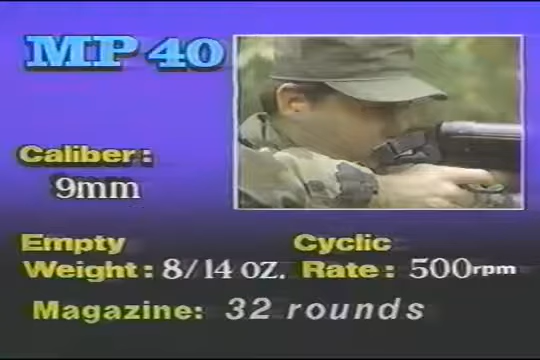 MP 40
Caliber:
9mm
Empty Weight: 8/14 oz.
Cyclic Rate: 500rpm
Magazine: 32 rounds